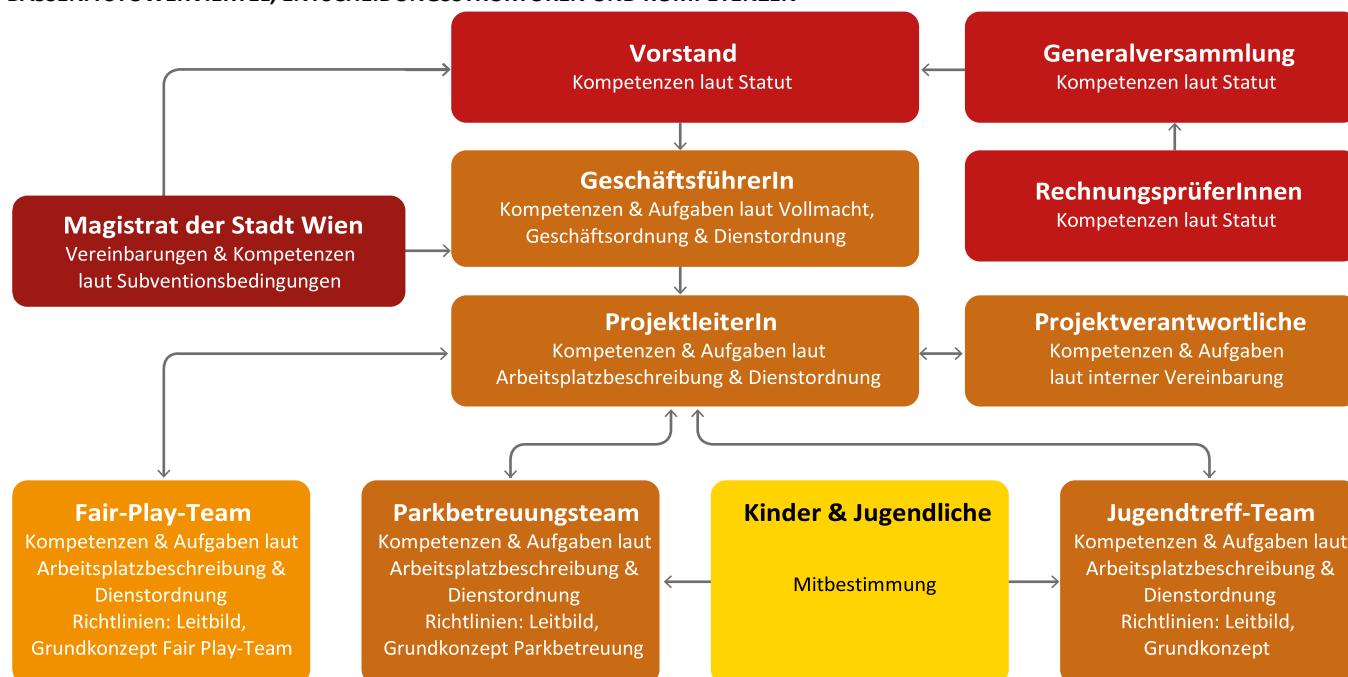 Vorstand
Kompetenzen laut Statut
Generalversammlung
Kompetenzen laut Statut
GeschäftsführerIn
Kompetenzen & Aufgaben laut Vollmacht,
Geschäftsordnung & Dienstordnung
RechnungsprüferInnen
Kompetenzen laut Statut
Magistrat der Stadt Wien
Vereinbarungen & Kompetenzen
laut Subventionsbedingungen
ProjektleiterIn
Kompetenzen & Aufgaben laut
Arbeitsplatzbeschreibung & Dienstordnung
Projektverantwortliche
Kompetenzen & Aufgaben
laut interner Vereinbarung
Fair-Play-Team
Kompetenzen & Aufgaben laut
Arbeitsplatzbeschreibung &
Dienstordnung
Richtlinien: Leitbild,
Grundkonzept Fair Play-Team
Parkbetreuungsteam
Kompetenzen & Aufgaben laut
Arbeitsplatzbeschreibung &
Dienstordnung
Richtlinien: Leitbild,
Grundkonzept Parkbetreuung
Kinder & Jugendliche
Mitbestimmung
Jugendtreff-Team
Kompetenzen & Aufgaben laut
Arbeitsplatzbeschreibung &
Dienstordnung
Richtlinien: Leitbild,
Grundkonzept